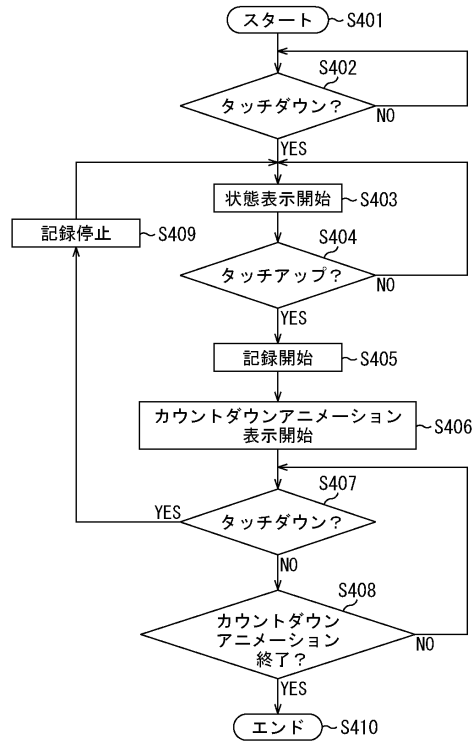 スタート S401
S402
タッチダウン？
NO
YES
状態表示開始 S403
記録停止 S409
S404
タッチアップ？
NO
YES
記録開始 S405
カウントダウンアニメーション
表示開始
S406
S407
YES
タッチダウン？
NO
S408
カウントダウン
アニメーション
終了？
NO
YES
エンド S410